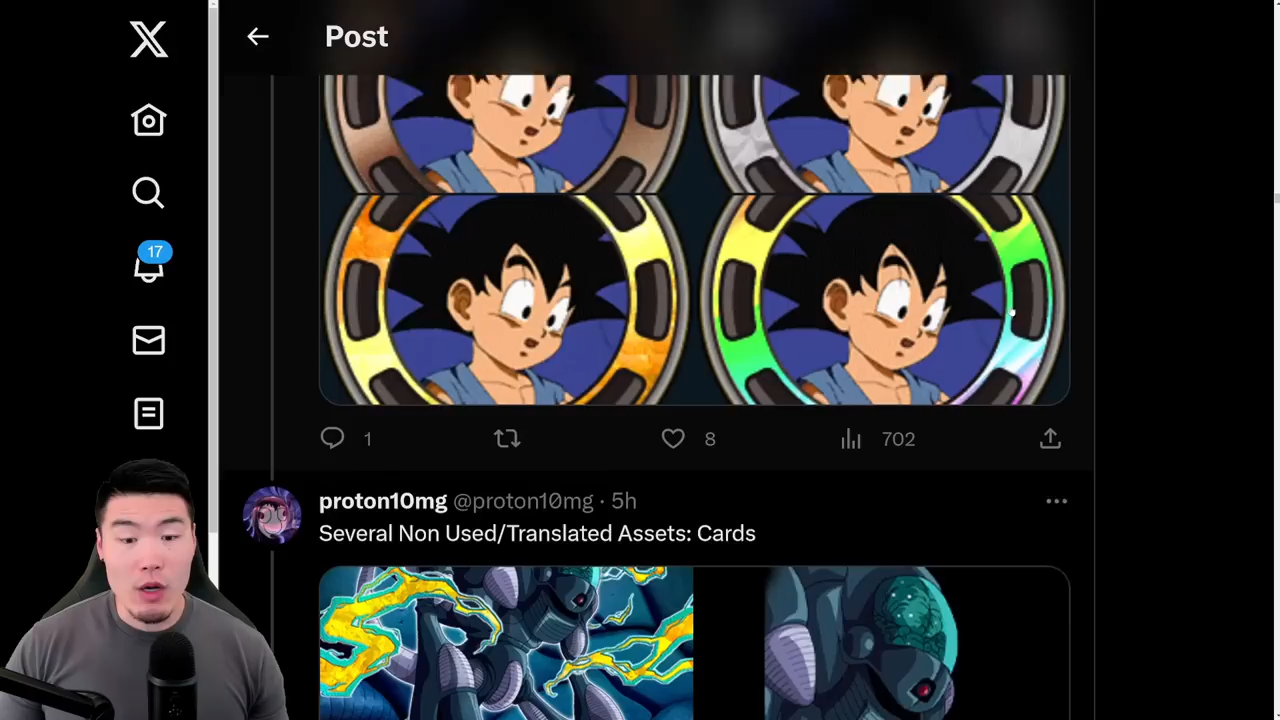 Post
17
1
8
702
proton10mg @proton10mg · 5h
Several Non Used/Translated Assets: Cards